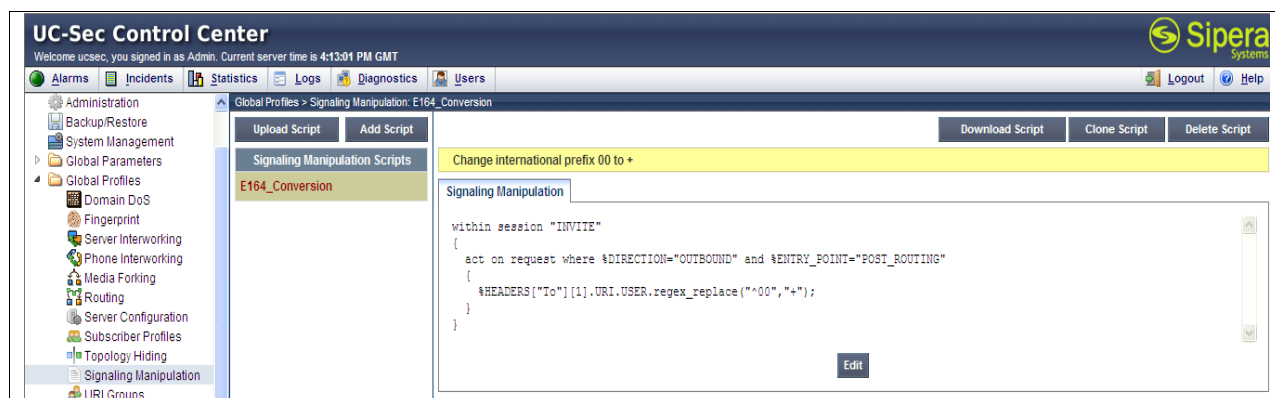 UC-Sec Control Center
Sipera
Systems
Welcome ucsec, you signed in as Admin. Current server time is 4:13:01 PM GMT
Alarms Incidents Statistics Logs Diagnostics Users Logout Help
Administration
Backup/Restore
System Management
Global Parameters
Global Profiles
Domain DoS
Fingerprint
Server Interworking
Phone Interworking
Media Forking
Routing
Server Configuration
Subscriber Profiles
Topology Hiding
Signaling Manipulation
URI Groups
Global Profiles > Signaling Manipulation: E164_Conversion
Upload Script Add Script
Signaling Manipulation Scripts
E164_Conversion
Download Script Clone Script Delete Script
Change international prefix 00 to +
Signaling Manipulation
within session "INVITE"
{
act on request where %DIRECTION="OUTBOUND" and %ENTRY_POINT="POST_ROUTING"
{
%HEADERS["To"][1].URI.USER.regex_replace("^00","+");
}
}
Edit